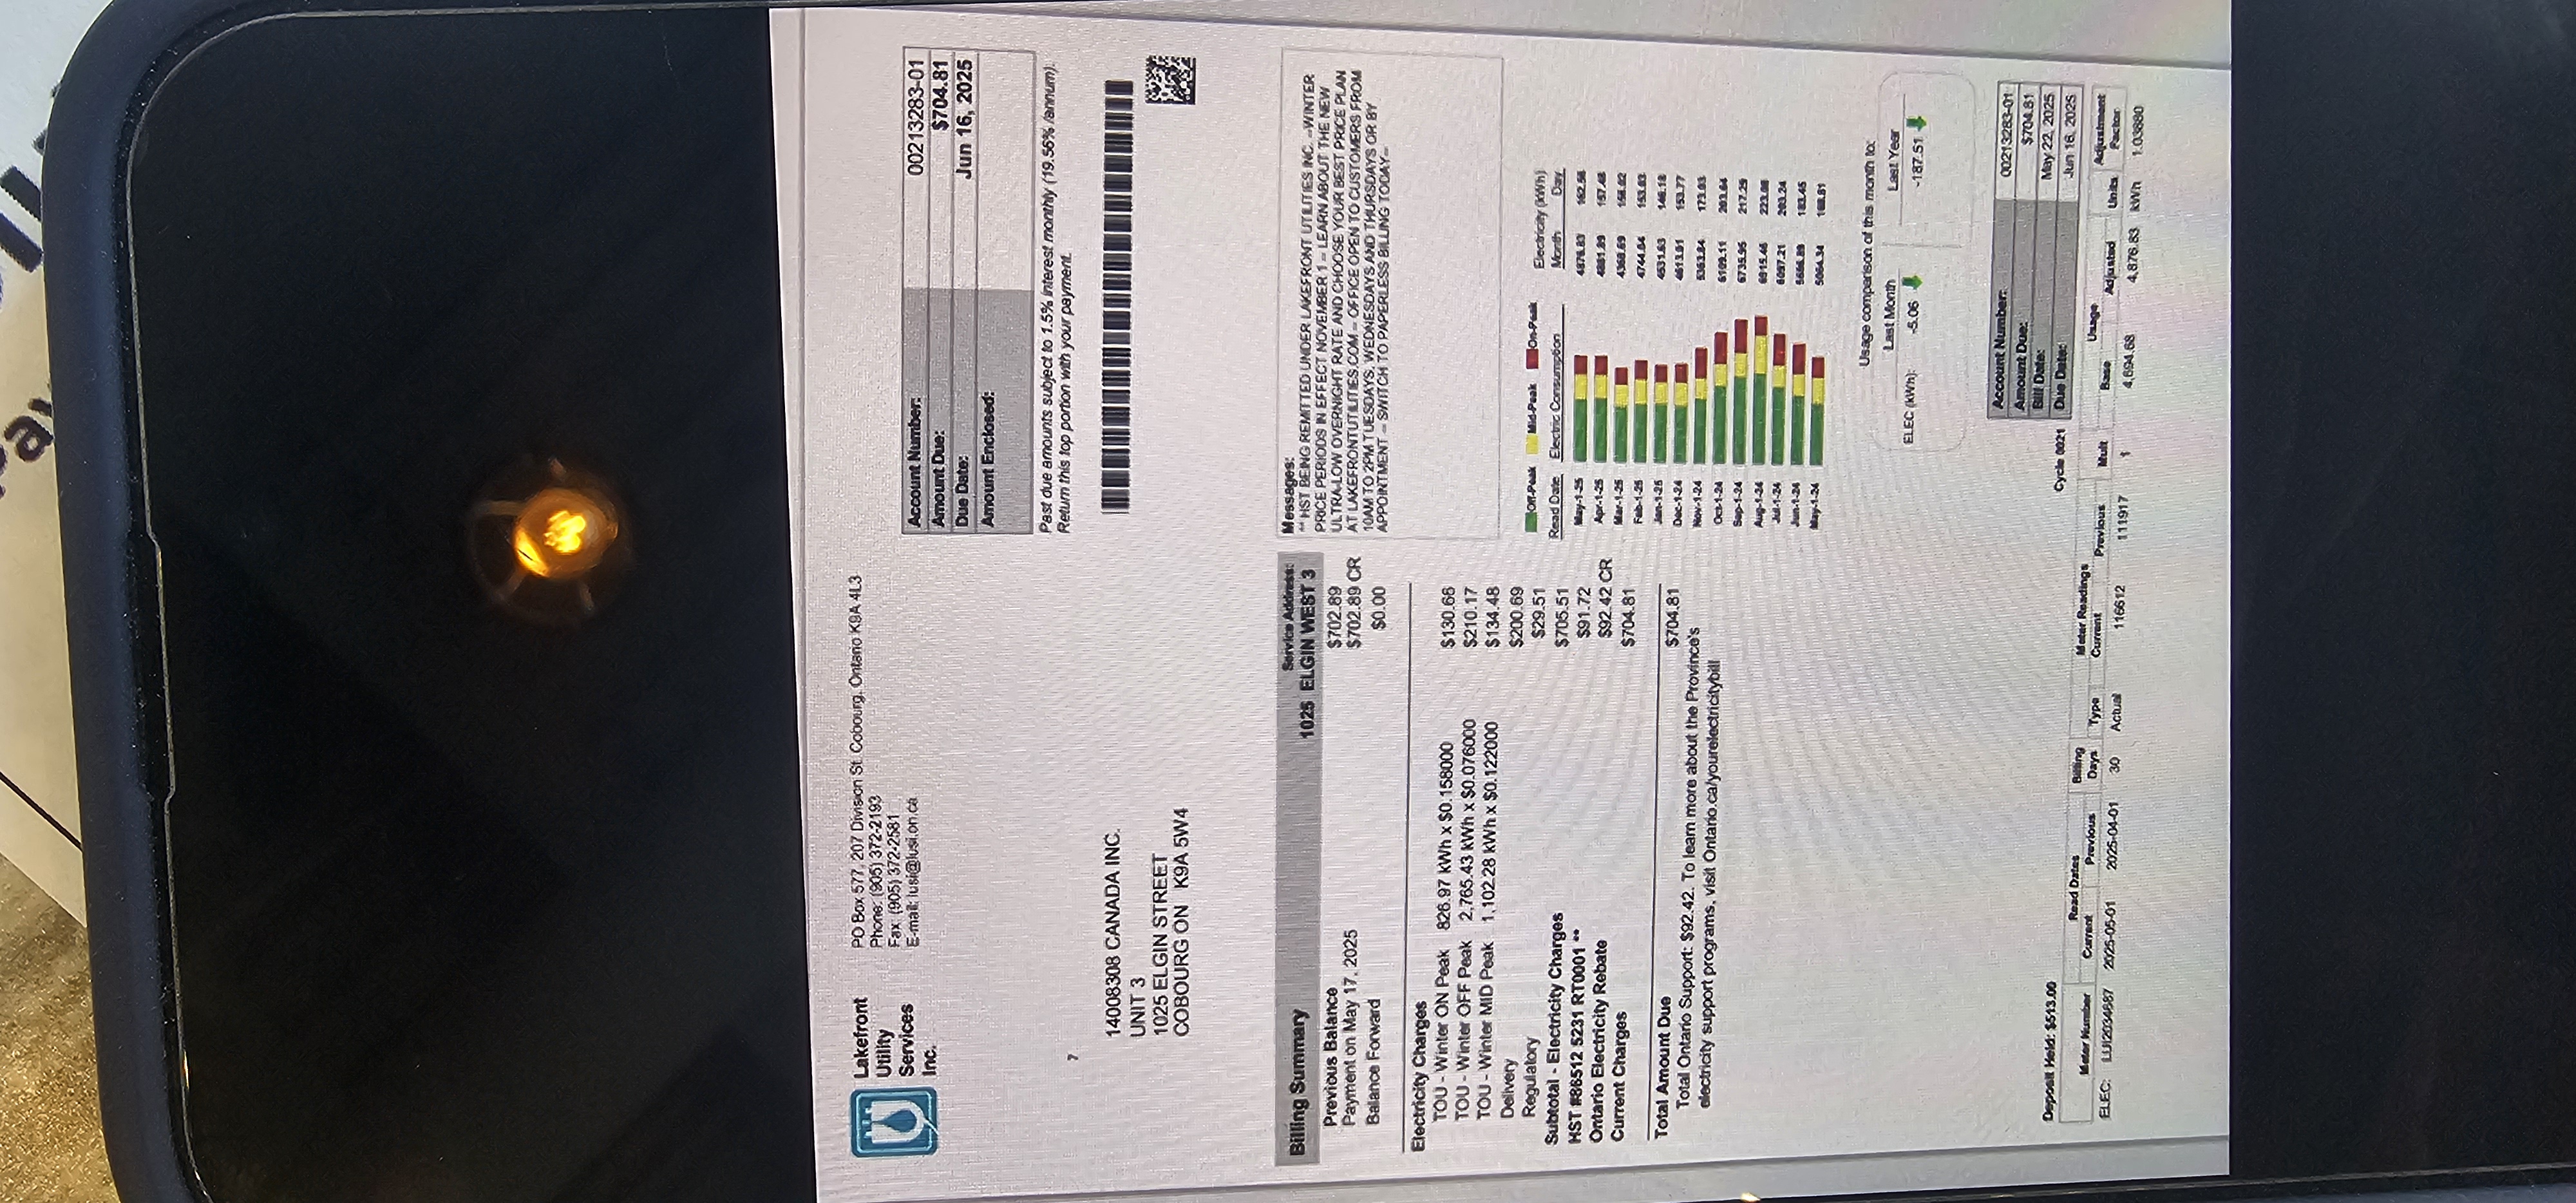 Lakefront
Utility
Services
Inc.
PO Box 577, 207 Division St. Cobourg, Ontario K9A 4L3
Phone: (905) 372-2193
Fax: (905) 372-2581
E-mail: lusi@lusi.on.ca
Account Number: 00213283-01
Amount Due: $704.81
Due Date: Jun 16, 2025
Amount Enclosed:
Past due amounts subject to 1.5% interest monthly (19.56% /annum).
Return this top portion with your payment.
7
14008308 CANADA INC.
UNIT 3
1025 ELGIN STREET
COBOURG ON K9A 5W4
Billing Summary
Service Address:
1025 ELGIN WEST 3
Previous Balance $702.89
Payment on May 17, 2025 $702.89 CR
Balance Forward $0.00
Electricity Charges
TOU - Winter ON Peak 826.97 kWh x $0.158000 $130.66
TOU - Winter OFF Peak 2,765.43 kWh x $0.076000 $210.17
TOU - Winter MID Peak 1,102.28 kWh x $0.122000 $134.48
Delivery $200.69
Regulatory $29.51
Subtotal - Electricity Charges $705.51
HST #86512 5231 RT0001 ** $91.72
Ontario Electricity Rebate $92.42 CR
Current Charges $704.81
Total Amount Due $704.81
Total Ontario Support: $92.42. To learn more about the Province's
electricity support programs, visit Ontario.ca/yourelectricitybill
Messages:
** HST BEING REMITTED UNDER LAKEFRONT UTILITIES INC. --WINTER
PRICE PERIODS IN EFFECT NOVEMBER 1 -- LEARN ABOUT THE NEW
ULTRA-LOW OVERNIGHT RATE AND CHOOSE YOUR BEST PRICE PLAN
AT LAKEFRONTUTILITIES.COM -- OFFICE OPEN TO CUSTOMERS FROM
10AM TO 2PM TUESDAYS, WEDNESDAYS AND THURSDAYS OR BY
APPOINTMENT -- SWITCH TO PAPERLESS BILLING TODAY--
Off-Peak Mid-Peak On-Peak Electricity (kWh)
Read Date Electric Consumption Month Day
May-1-25 4876.83 162.56
Apr-1-25 4881.89 157.48
Mar-1-25 4368.69 156.02
Feb-1-25 4744.04 153.03
Jan-1-25 4531.63 146.18
Dec-1-24 4613.01 153.77
Nov-1-24 5363.84 173.03
Oct-1-24 6109.11 203.64
Sep-1-24 6735.95 217.29
Aug-1-24 6915.46 223.08
Jul-1-24 6097.21 203.24
Jun-1-24 183.45
May-1-24 5064.34 168.81
Usage comparison of this month to:
Last Month Last Year
ELEC (kWh): -5.06 -187.51
Account Number: 00213283-01
Amount Due: $704.81
Bill Date: May 22, 2025
Cycle 0021 Due Date: Jun 16, 2025
Deposit Held: $513.00
Read Dates Billing Meter Readings Usage Adjustment
Meter Number Current Previous Days Type Current Previous Mult Base Adjusted Units Factor
ELEC: LUI2034687 2025-05-01 2025-04-01 30 Actual 116612 111917 1 4,694.68 4,876.83 kWh 1.03880